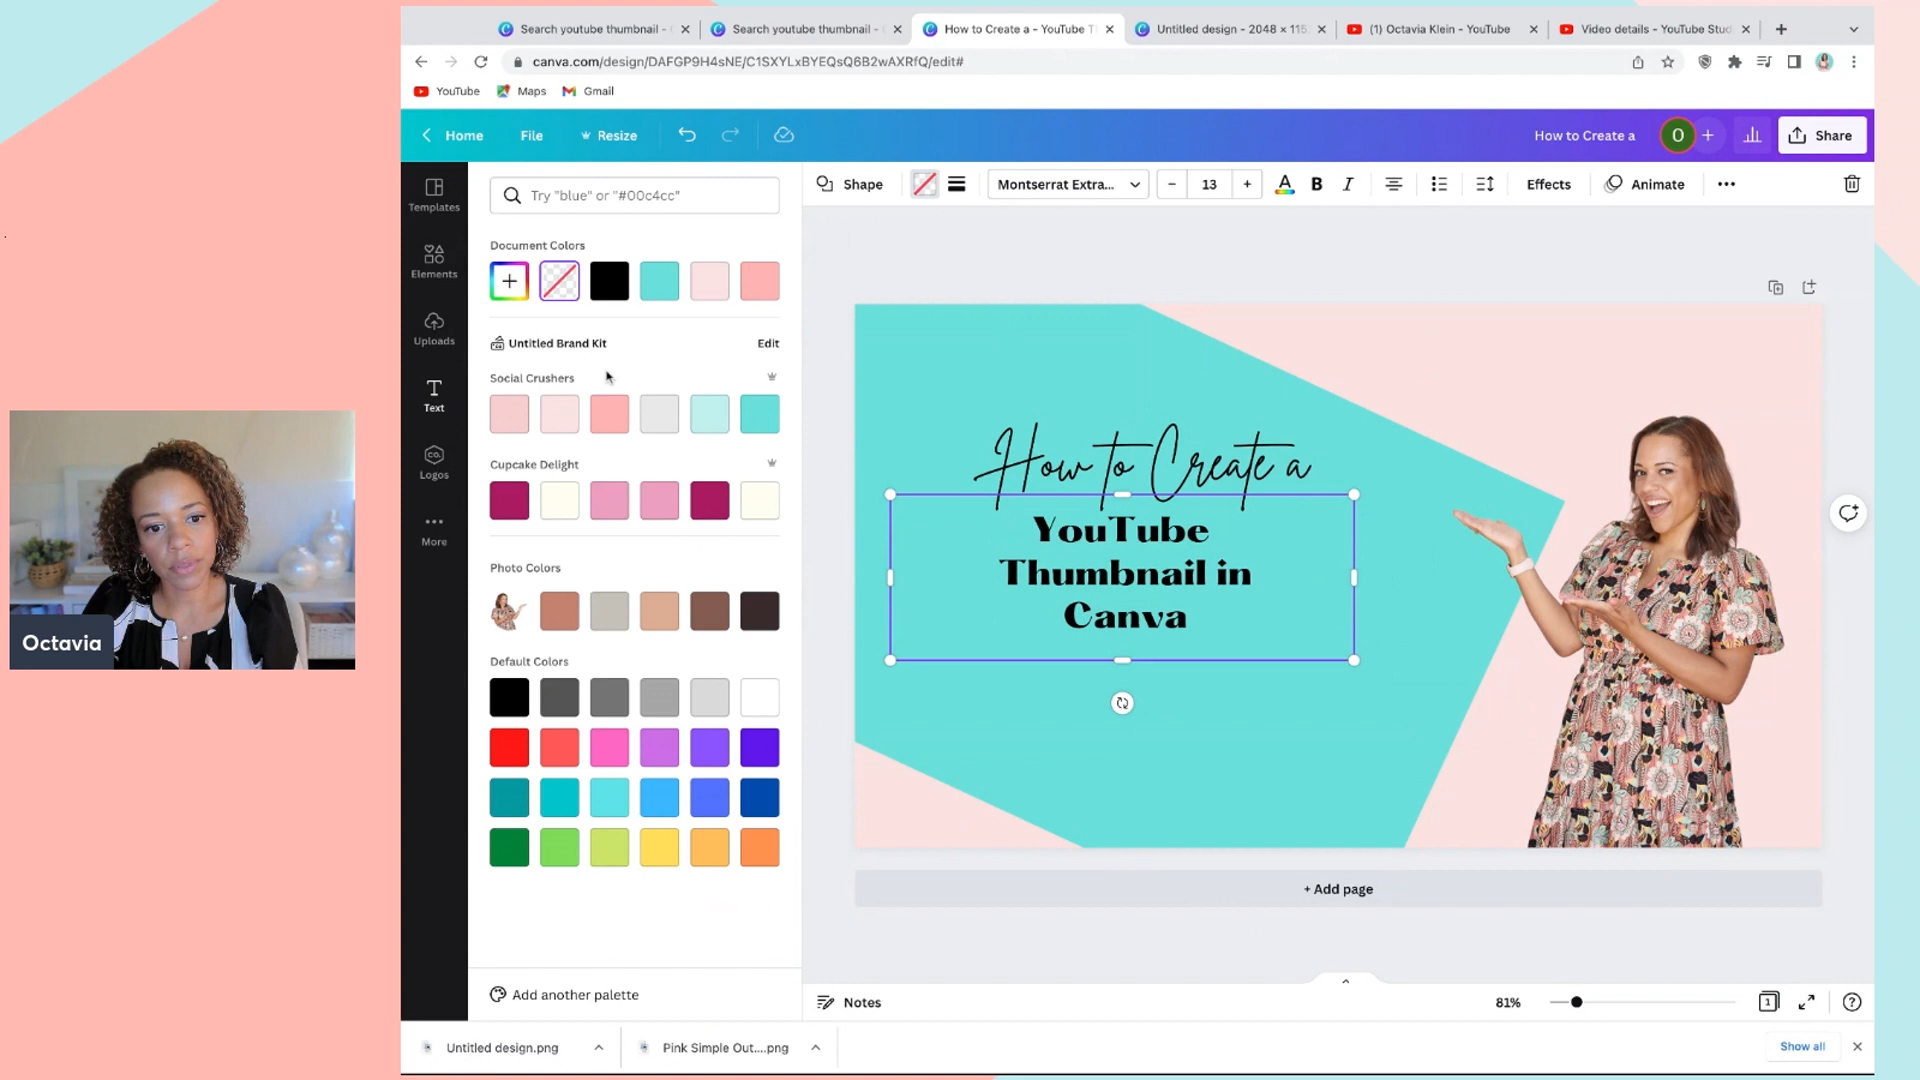 Search youtube thumbnail -
Search youtube thumbnail -
How to Create a - YouTube T
Untitled design - 2048 × 115
(1) Octavia Klein - YouTube
Video details - YouTube Stud
canva.com/design/DAFGP9H4sNE/C1SXYLxBYEQsQ6B2wAXRfQ/edit#
YouTube
Maps
Gmail
Home
File
Resize
How to Create a
O
Share
Templates
Elements
Uploads
Text
CO.
Logos
More
Try "blue" or "#00c4cc"
Document Colors
Untitled Brand Kit
Edit
Social Crushers
Cupcake Delight
Photo Colors
Default Colors
Add another palette
Shape
Montserrat Extra...
13
A
B
I
Effects
Animate
How to Create a
YouTube
Thumbnail in
Canva
+ Add page
Notes
81%
1
Untitled design.png
Pink Simple Out....png
Show all
Octavia